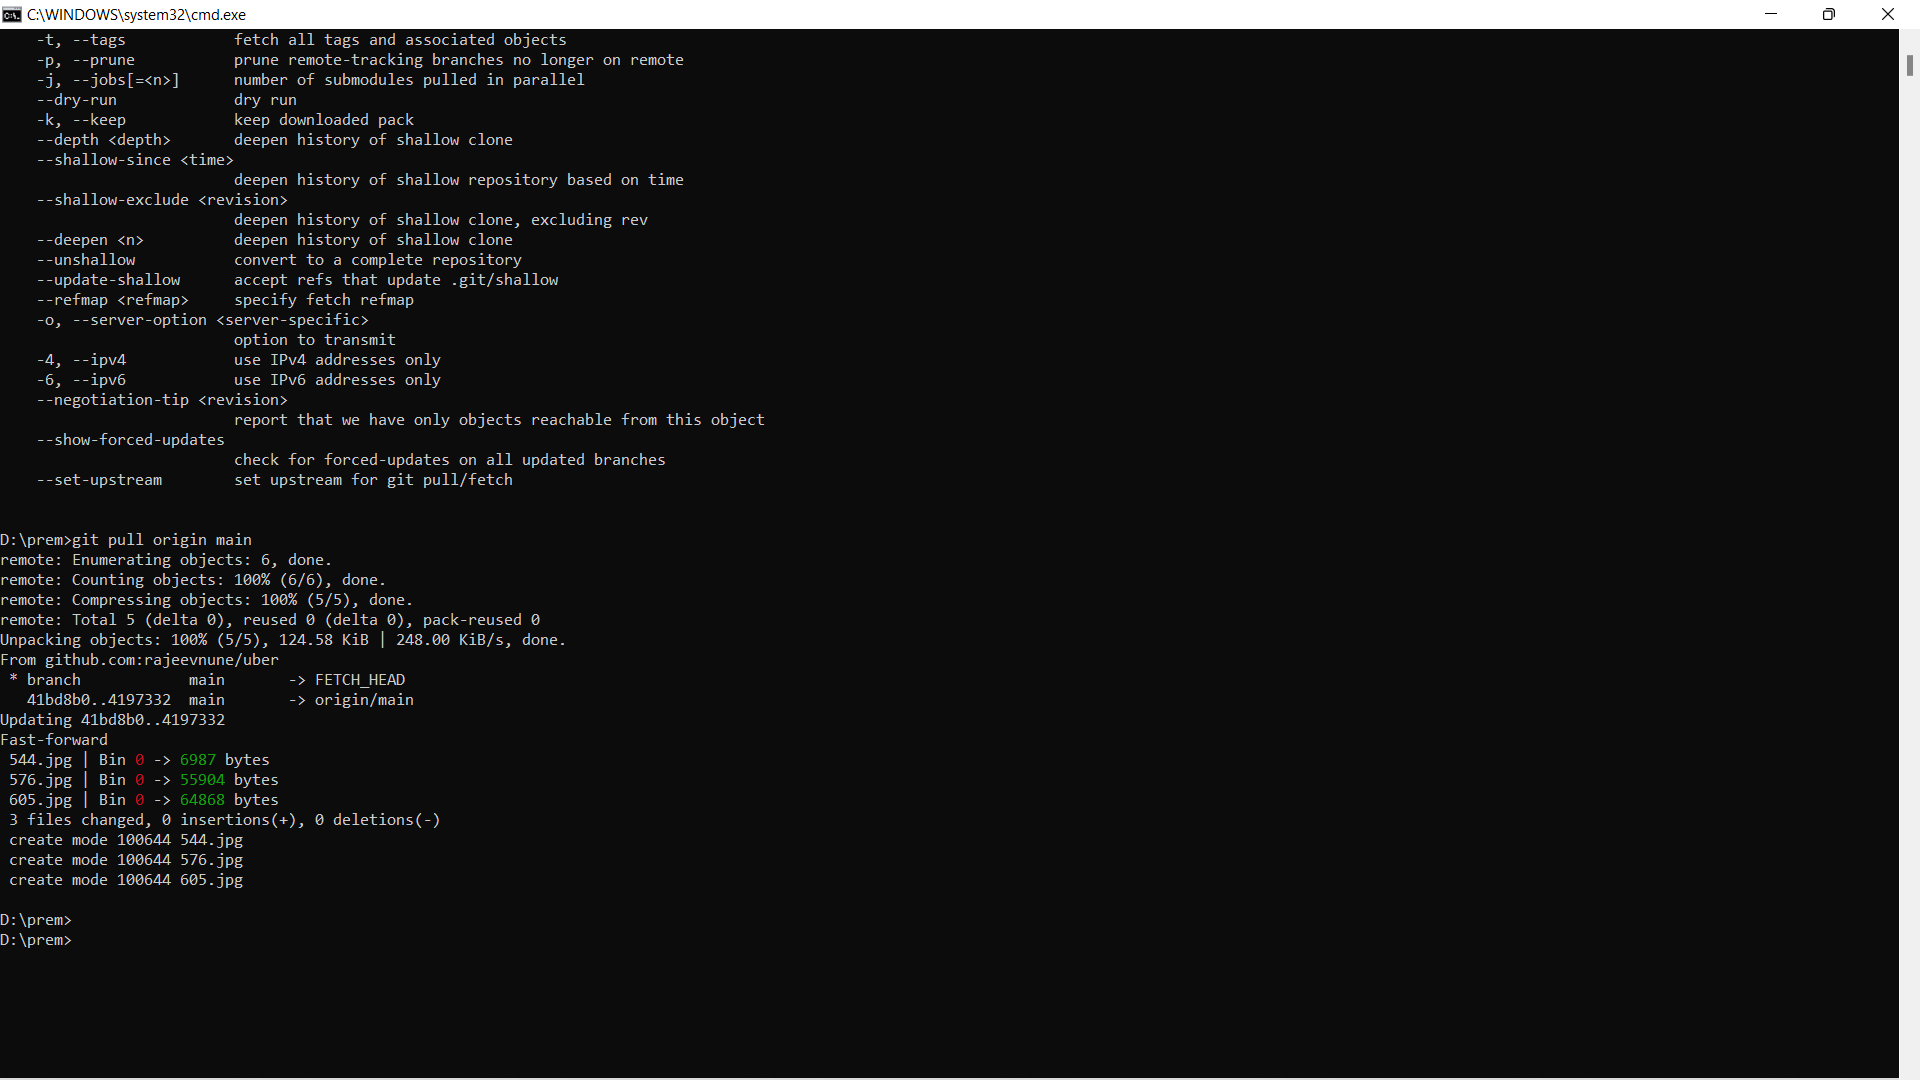 C:\WINDOWS\system32\cmd.exe
    -t, --tags            fetch all tags and associated objects
    -p, --prune           prune remote-tracking branches no longer on remote
    -j, --jobs[=<n>]      number of submodules pulled in parallel
    --dry-run             dry run
    -k, --keep            keep downloaded pack
    --depth <depth>       deepen history of shallow clone
    --shallow-since <time>
                          deepen history of shallow repository based on time
    --shallow-exclude <revision>
                          deepen history of shallow clone, excluding rev
    --deepen <n>          deepen history of shallow clone
    --unshallow           convert to a complete repository
    --update-shallow      accept refs that update .git/shallow
    --refmap <refmap>     specify fetch refmap
    -o, --server-option <server-specific>
                          option to transmit
    -4, --ipv4            use IPv4 addresses only
    -6, --ipv6            use IPv6 addresses only
    --negotiation-tip <revision>
                          report that we have only objects reachable from this object
    --show-forced-updates
                          check for forced-updates on all updated branches
    --set-upstream        set upstream for git pull/fetch
D:\prem>git pull origin main
remote: Enumerating objects: 6, done.
remote: Counting objects: 100% (6/6), done.
remote: Compressing objects: 100% (5/5), done.
remote: Total 5 (delta 0), reused 0 (delta 0), pack-reused 0
Unpacking objects: 100% (5/5), 124.58 KiB | 248.00 KiB/s, done.
From github.com:rajeevnune/uber
 * branch            main       -> FETCH_HEAD
   41bd8b0..4197332  main       -> origin/main
Updating 41bd8b0..4197332
Fast-forward
 544.jpg | Bin 0 -> 6987 bytes
 576.jpg | Bin 0 -> 55904 bytes
 605.jpg | Bin 0 -> 64868 bytes
 3 files changed, 0 insertions(+), 0 deletions(-)
 create mode 100644 544.jpg
 create mode 100644 576.jpg
 create mode 100644 605.jpg
D:\prem>
D:\prem>